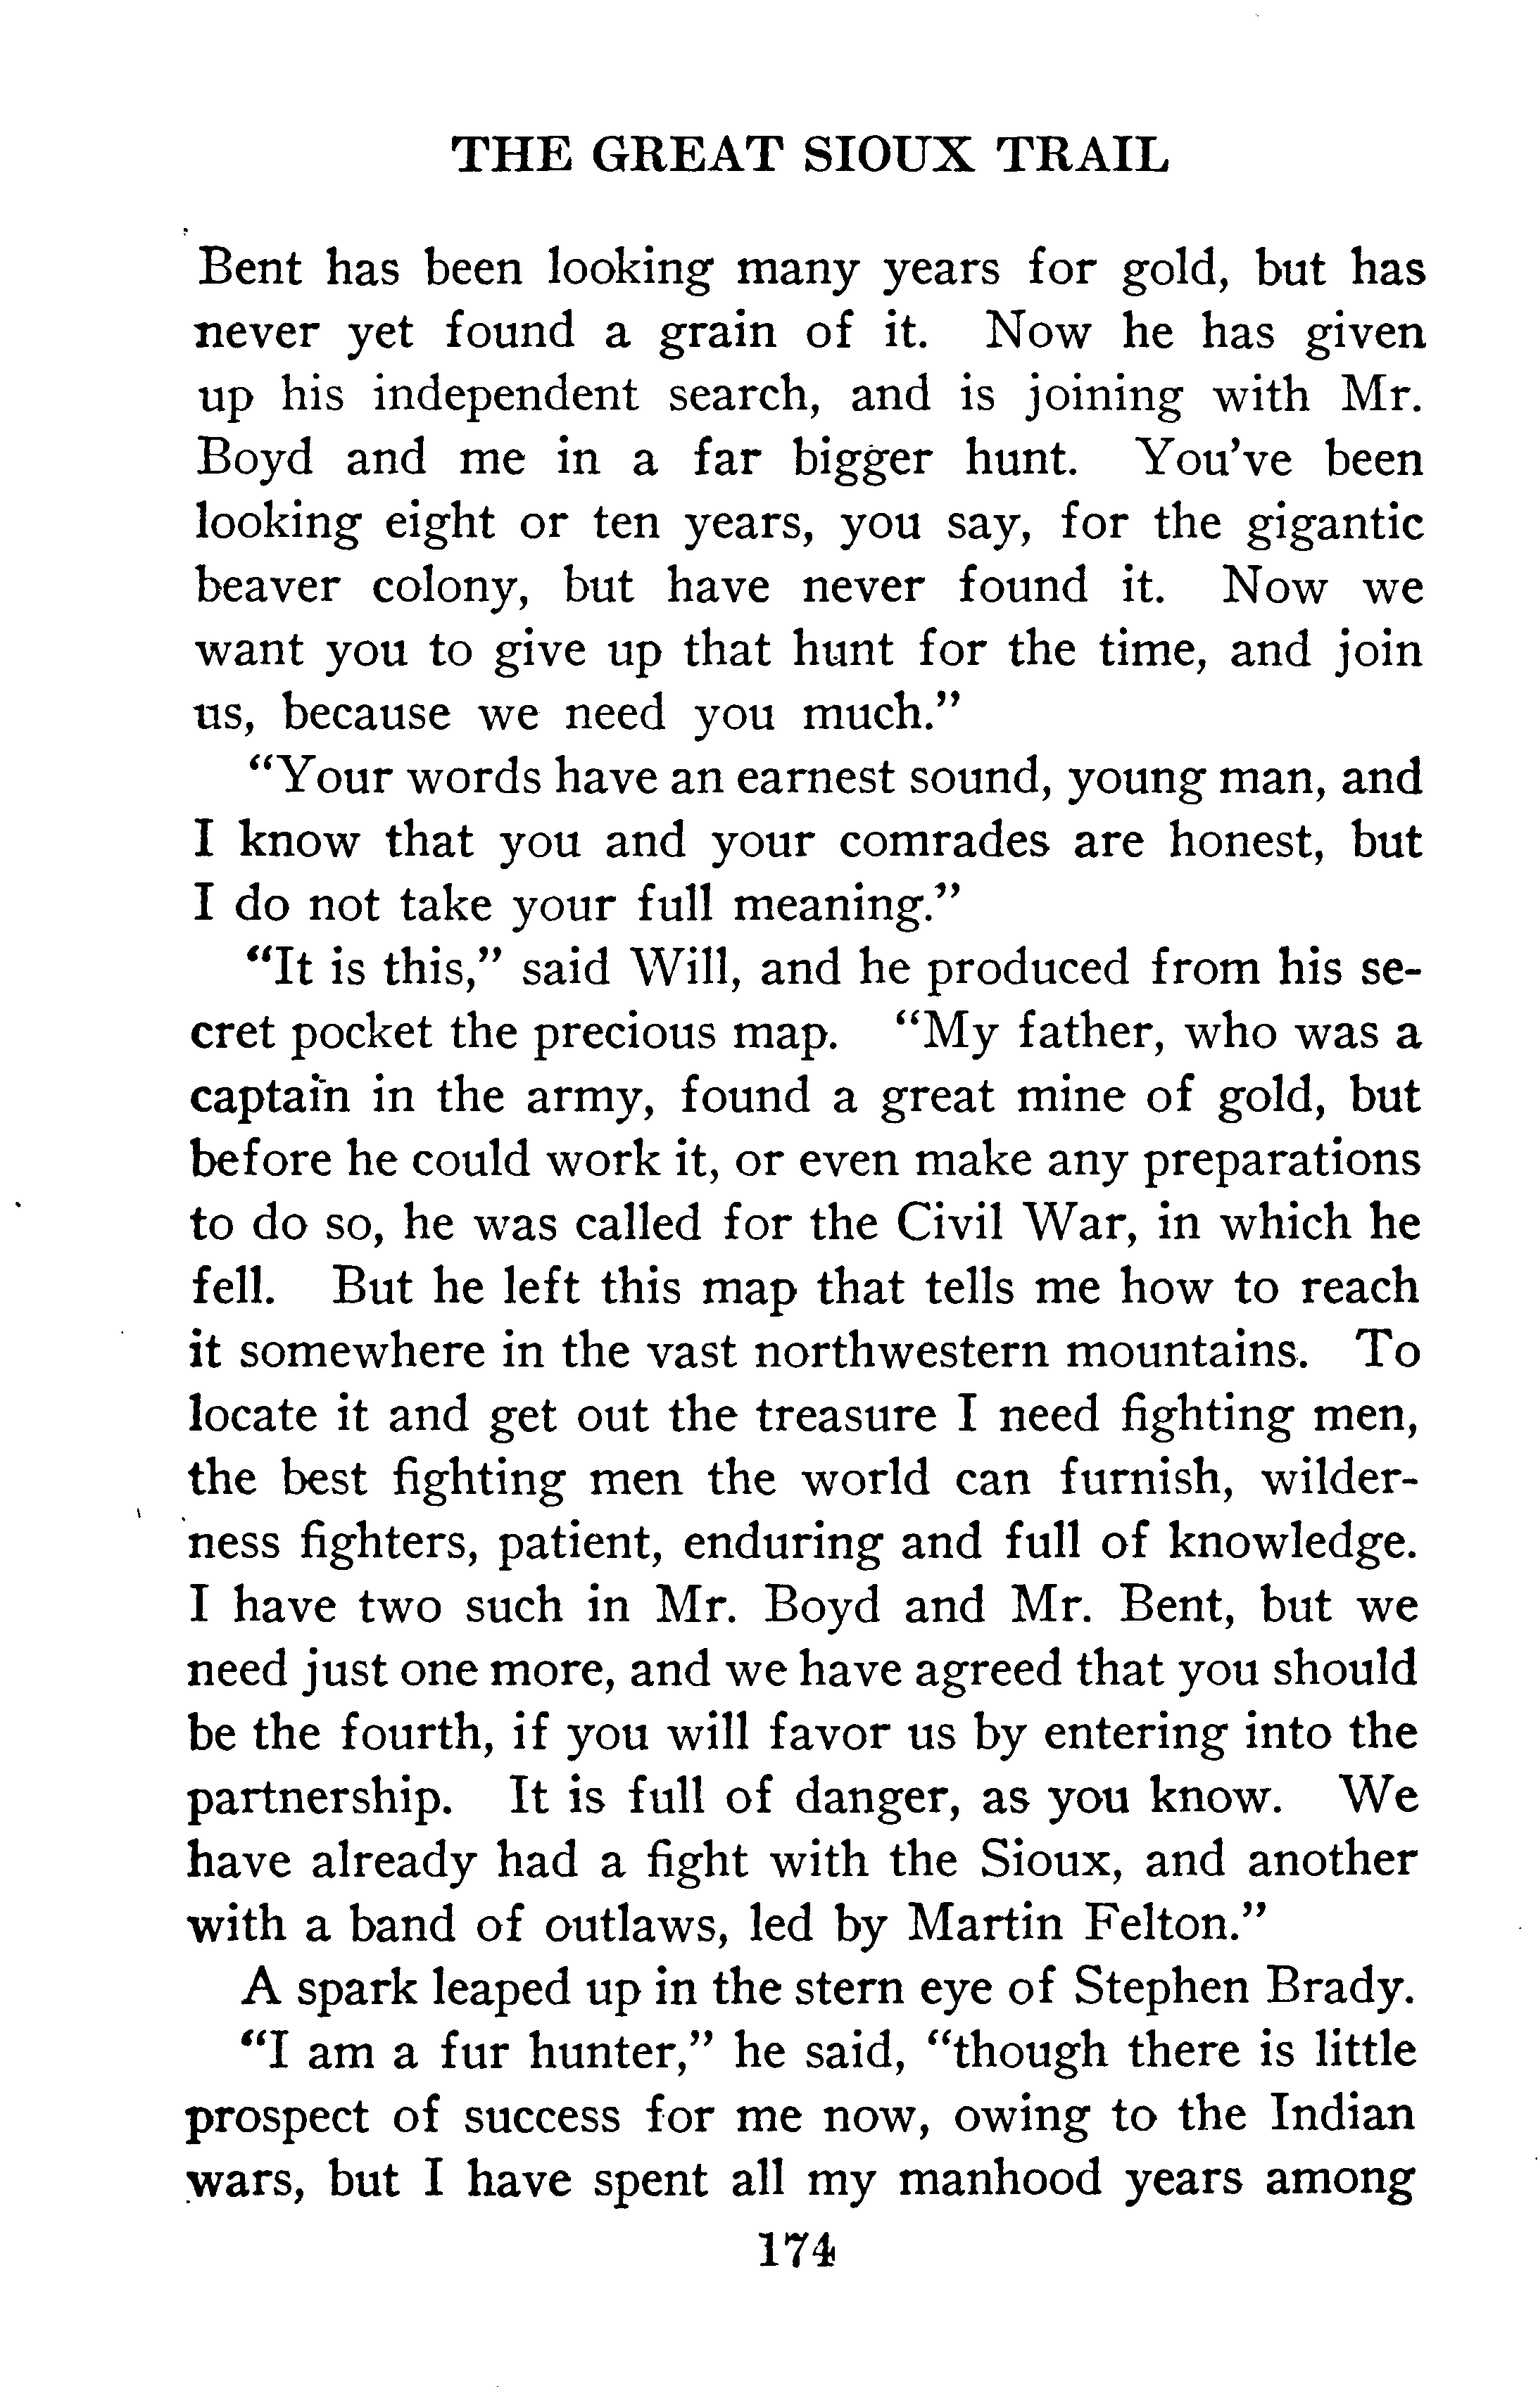 THE GREAT SIOUX TRAIL
Bent has been looking many years for gold, but has
never yet found a grain of it. Now he has given
up his independent search, and is joining with Mr.
Boyd and me in a far bigger hunt. You've been
looking eight or ten years, you say, for the gigantic
beaver colony, but have never found it. Now we
want you to give up that hunt for the time, and join
us, because we need you much."
"Your words have an earnest sound, young man, and
I know that you and your comrades are honest, but
I do not take your full meaning."
"It is this," said Will, and he produced from his se-
cret pocket the precious map. "My father, who was a
captain in the army, found a great mine of gold, but
before he could work it, or even make any preparations
to do so, he was called for the Civil War, in which he
fell. But he left this map that tells me how to reach
it somewhere in the vast northwestern mountains. To
locate it and get out the treasure I need fighting men,
the best fighting men the world can furnish, wilder-
ness fighters, patient, enduring and full of knowledge.
I have two such in Mr. Boyd and Mr. Bent, but we
need just one more, and we have agreed that you should
be the fourth, if you will favor us by entering into the
partnership. It is full of danger, as you know. We
have already had a fight with the Sioux, and another
with a band of outlaws, led by Martin Felton."
A spark leaped up in the stern eye of Stephen Brady.
"I am a fur hunter," he said, "though there is little
prospect of success for me now, owing to the Indian
wars, but I have spent all my manhood years among
174